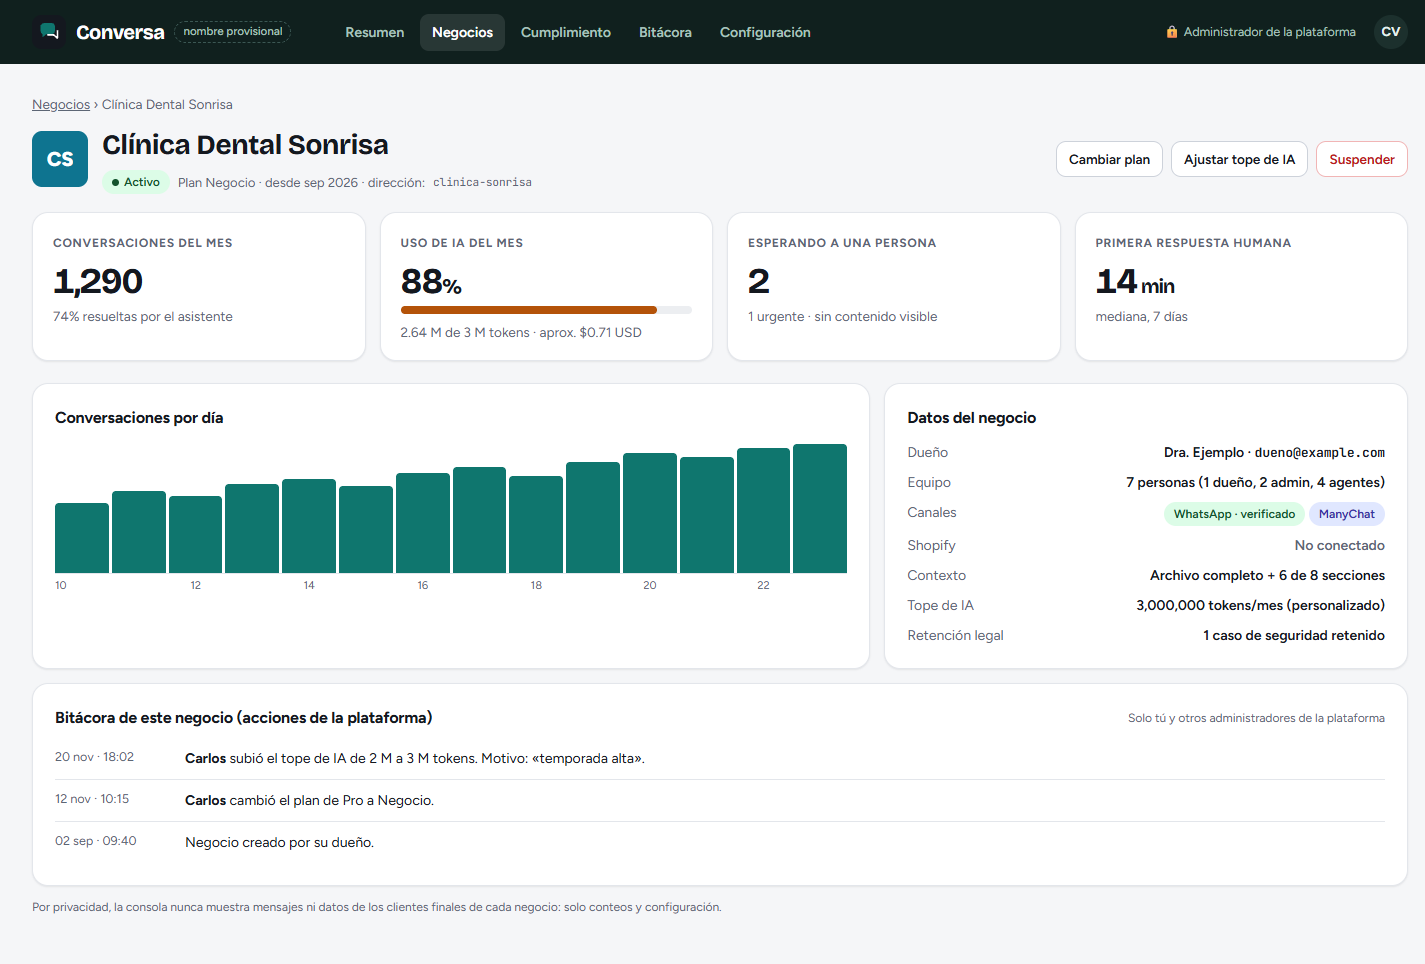 Conversa nombre provisional Resumen Negocios Cumplimiento Bitácora Configuración 🔒 Administrador de la plataforma CV
Negocios › Clínica Dental Sonrisa
CS
Clínica Dental Sonrisa
Activo Plan Negocio · desde sep 2026 · dirección: clinica-sonrisa
Cambiar plan Ajustar tope de IA Suspender
CONVERSACIONES DEL MES
1,290
74% resueltas por el asistente
USO DE IA DEL MES
88%
2.64 M de 3 M tokens · aprox. $0.71 USD
ESPERANDO A UNA PERSONA
2
1 urgente · sin contenido visible
PRIMERA RESPUESTA HUMANA
14 min
mediana, 7 días
Conversaciones por día
10 12 14 16 18 20 22
Datos del negocio
Dueño Dra. Ejemplo · dueno@example.com
Equipo 7 personas (1 dueño, 2 admin, 4 agentes)
Canales WhatsApp · verificado ManyChat
Shopify No conectado
Contexto Archivo completo + 6 de 8 secciones
Tope de IA 3,000,000 tokens/mes (personalizado)
Retención legal 1 caso de seguridad retenido
Bitácora de este negocio (acciones de la plataforma) Solo tú y otros administradores de la plataforma
20 nov · 18:02 Carlos subió el tope de IA de 2 M a 3 M tokens. Motivo: «temporada alta».
12 nov · 10:15 Carlos cambió el plan de Pro a Negocio.
02 sep · 09:40 Negocio creado por su dueño.
Por privacidad, la consola nunca muestra mensajes ni datos de los clientes finales de cada negocio: solo conteos y configuración.